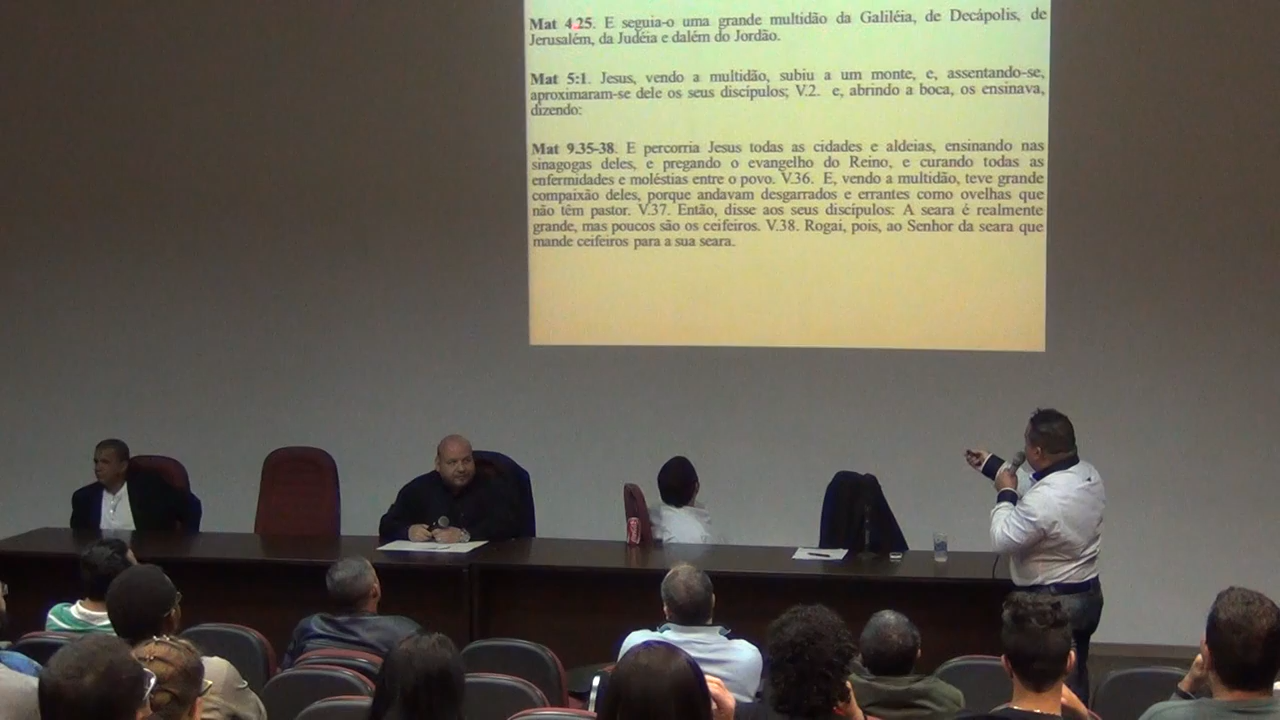 Mat 4.25. E seguia-o uma grande multidão da Galiléia, de Decápolis, de
Jerusalém, da Judéia e dalém do Jordão.
Mat 5:1. Jesus, vendo a multidão, subiu a um monte, e, assentando-se,
aproximaram-se dele os seus discípulos; V.2. e, abrindo a boca, os ensinava,
dizendo:
Mat 9.35-38. E percorria Jesus todas as cidades e aldeias, ensinando nas
sinagogas deles, e pregando o evangelho do Reino, e curando todas as
enfermidades e moléstias entre o povo. V.36. E, vendo a multidão, teve grande
compaixão deles, porque andavam desgarrados e errantes como ovelhas que
não têm pastor. V.37. Então, disse aos seus discípulos: A seara é realmente
grande, mas poucos são os ceifeiros. V.38. Rogai, pois, ao Senhor da seara que
mande ceifeiros para a sua seara.